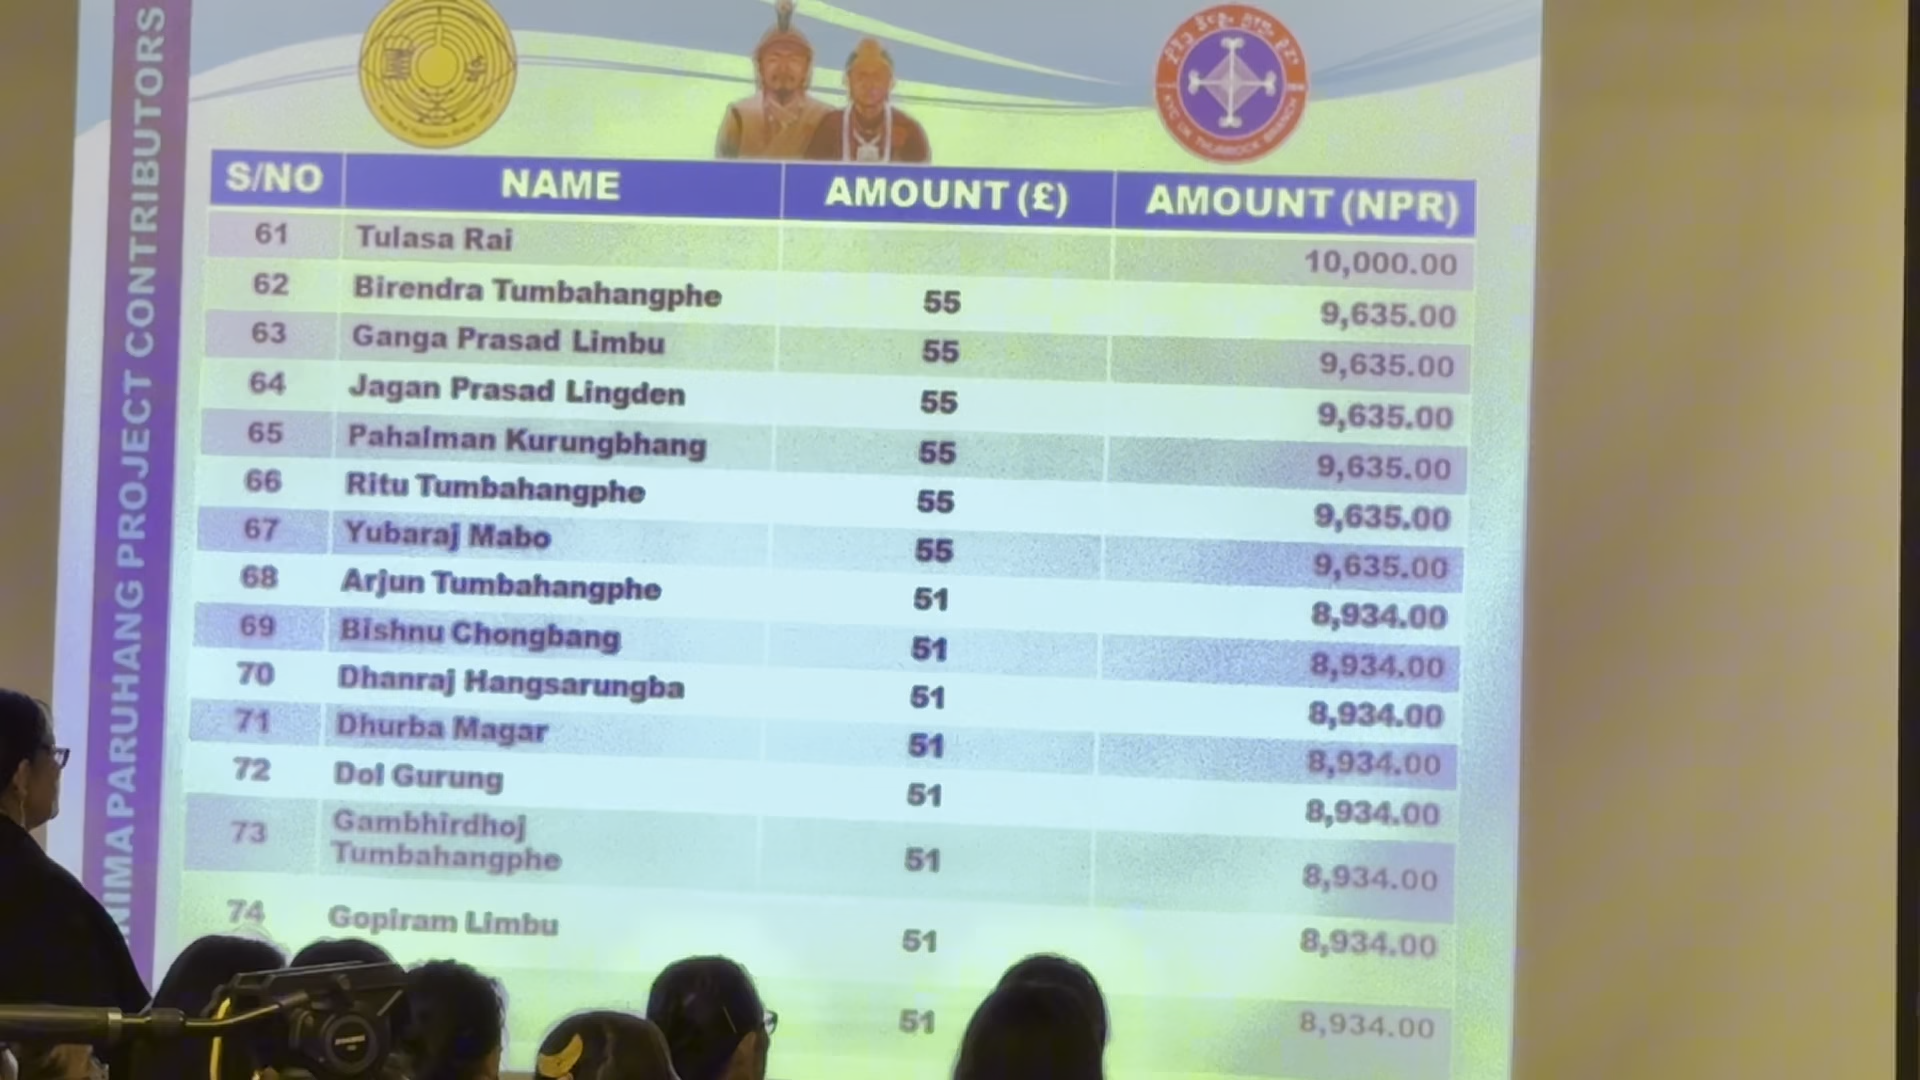 SUMNIMA PARUHANG PROJECT CONTRIBUTORS
S/NO NAME AMOUNT (£) AMOUNT (NPR)
61 Tulasa Rai 10,000.00
62 Birendra Tumbahangphe 55 9,635.00
63 Ganga Prasad Limbu 55 9,635.00
64 Jagan Prasad Lingden 55 9,635.00
65 Pahalman Kurungbhang 55 9,635.00
66 Ritu Tumbahangphe 55 9,635.00
67 Yubaraj Mabo 55 9,635.00
68 Arjun Tumbahangphe 51 8,934.00
69 Bishnu Chongbang 51 8,934.00
70 Dhanraj Hangsarungba 51 8,934.00
71 Dhurba Magar 51 8,934.00
72 Dol Gurung 51 8,934.00
73 Gambhirdhoj
Tumbahangphe 51 8,934.00
74 Gopiram Limbu 51 8,934.00
51 8,934.00